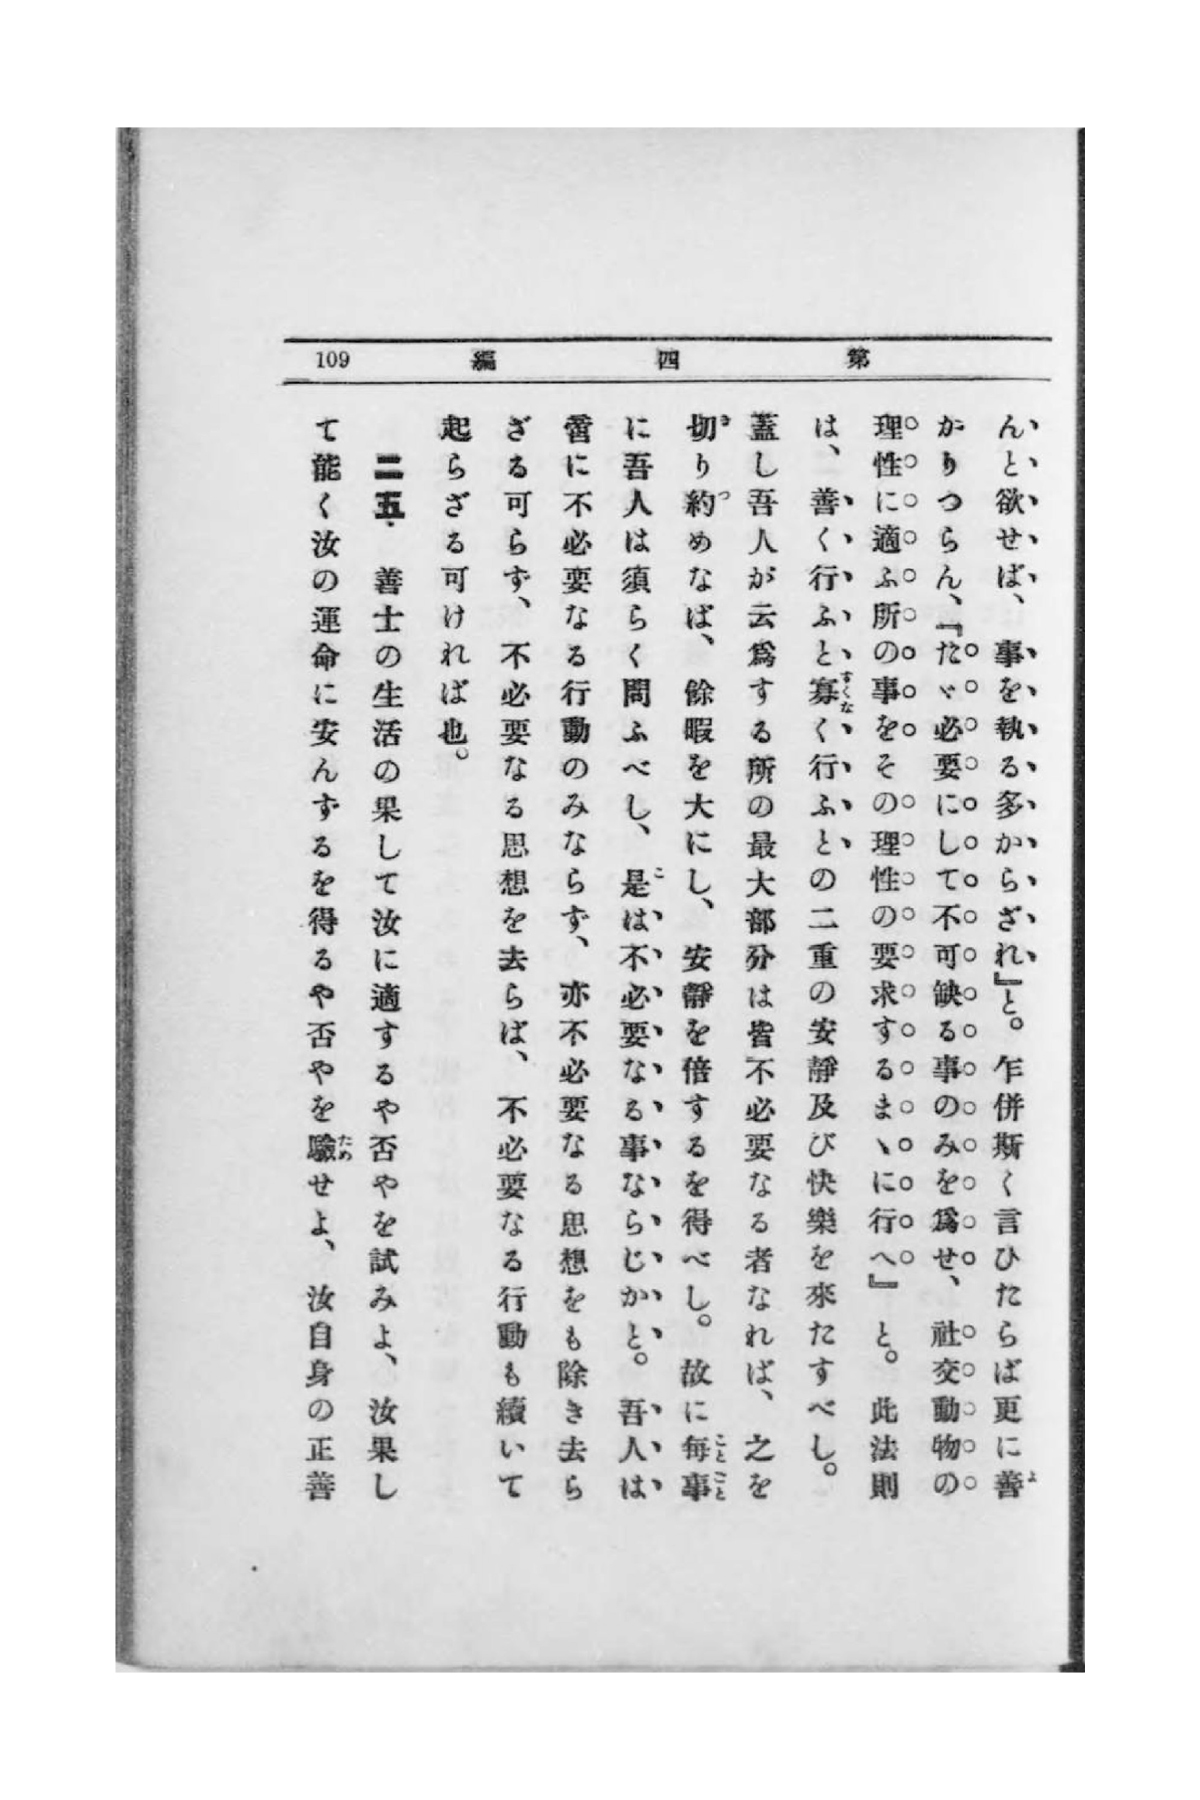 第四編 109
んと欲せば、事を執る多からざれ』と。乍併斯く言ひたらば更に善
かりつらん、『たゞ必要にして不可缺る事のみを爲せ、社交動物の
理性に適ふ所の事をその理性の要求するまゝに行へ』と。此法則
は、善く行ふと寡く行ふとの二重の安靜及び快樂を來たすべし。
蓋し吾人が云爲する所の最大部分は皆不必要なる者なれば、之を
切り約めなば、餘暇を大にし、安靜を倍するを得べし。故に毎事
に吾人は須らく問ふべし、是は不必要なる事ならじかと。吾人は
啻に不必要なる行動のみならず、亦不必要なる思想をも除き去ら
ざる可らず、不必要なる思想を去らば、不必要なる行動も續いて
起らざる可ければ也。
二五. 善士の生活の果して汝に適するや否やを試みよ、汝果し
て能く汝の運命に安んずるを得るや否やを驗せよ、汝自身の正善